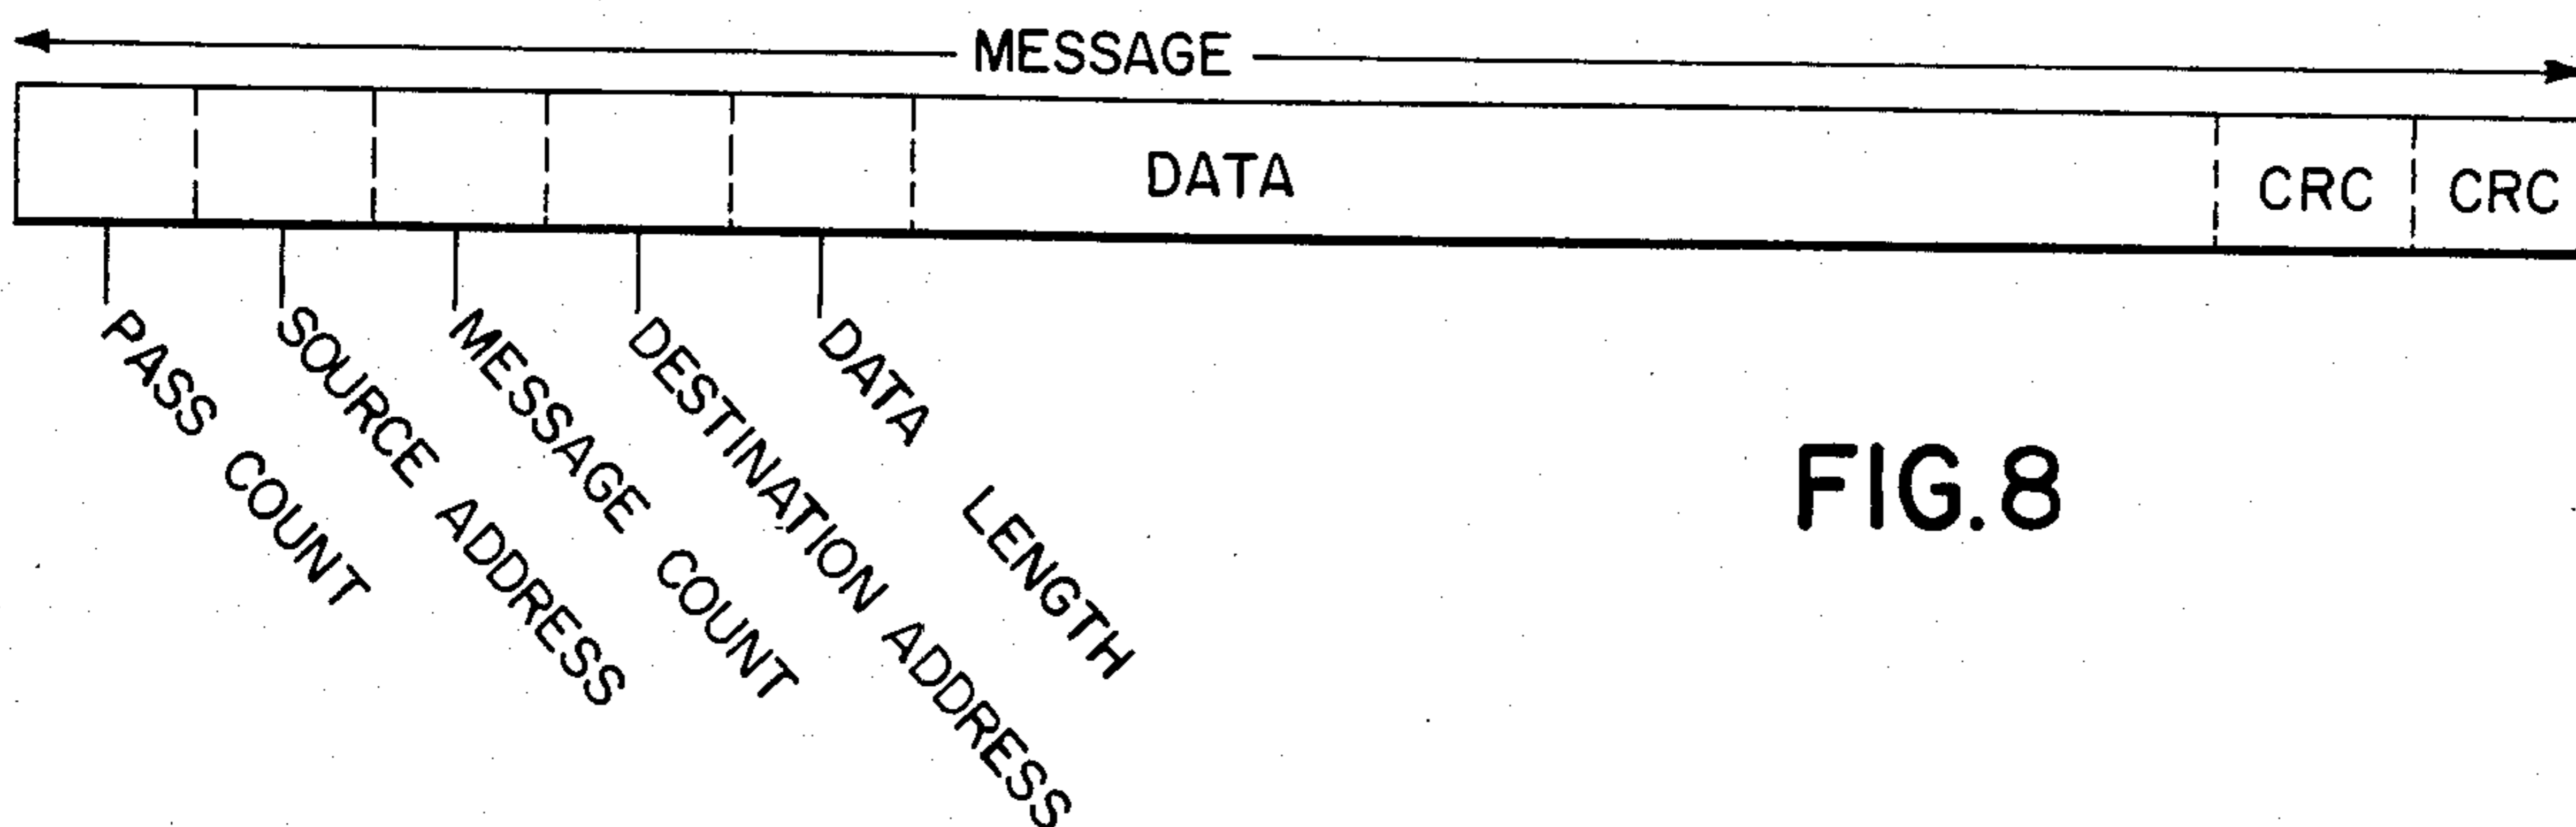 MESSAGE
DATA
CRC
CRC
PASS COUNT
SOURCE ADDRESS
MESSAGE COUNT
DESTINATION ADDRESS
DATA LENGTH
FIG.8